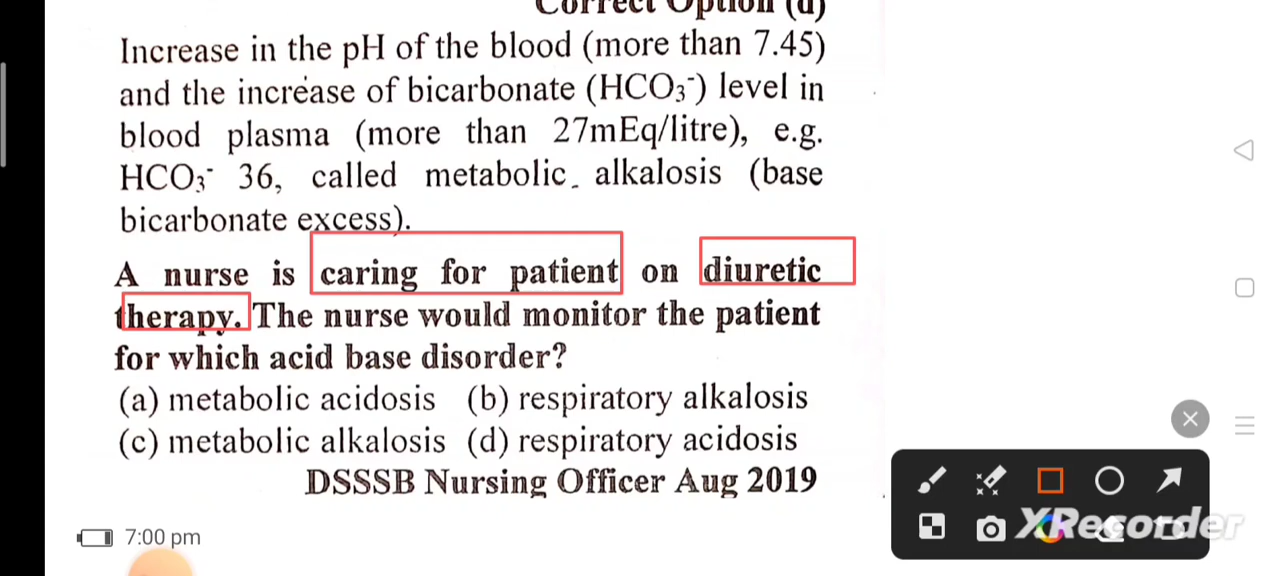 Correct Option (d)
Increase in the pH of the blood (more than 7.45)
and the increase of bicarbonate (HCO₃⁻) level in
blood plasma (more than 27mEq/litre), e.g.
HCO₃⁻ 36, called metabolic alkalosis (base
bicarbonate excess).
A nurse is caring for patient on diuretic
therapy. The nurse would monitor the patient
for which acid base disorder?
(a) metabolic acidosis (b) respiratory alkalosis
(c) metabolic alkalosis (d) respiratory acidosis
DSSSB Nursing Officer Aug 2019
XRecorder
7:00 pm